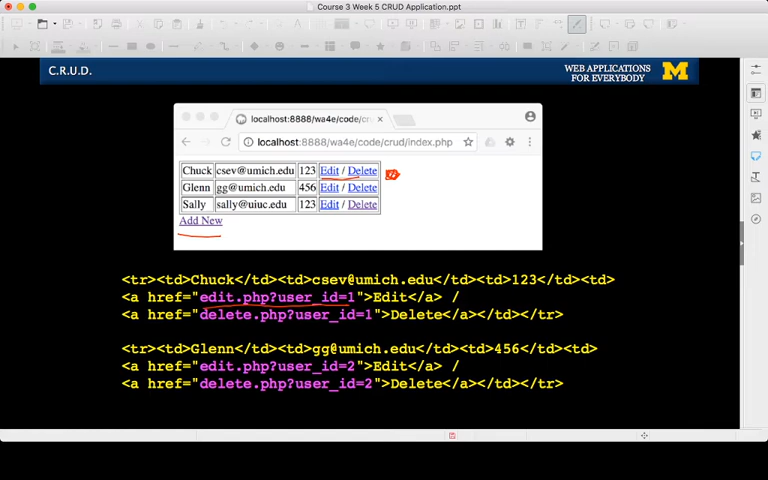 Course 3 Week 5 CRUD Application.ppt
C.R.U.D.
WEB APPLICATIONS
FOR EVERYBODY
M
localhost:8888/wa4e/code/cr
localhost:8888/wa4e/code/crud/index.php
Chuck csev@umich.edu 123 Edit / Delete
Glenn gg@umich.edu 456 Edit / Delete
Sally sally@uiuc.edu 123 Edit / Delete
Add New
<tr><td>Chuck</td><td>csev@umich.edu</td><td>123</td><td>
<a href="edit.php?user_id=1">Edit</a> /
<a href="delete.php?user_id=1">Delete</a></td></tr>
<tr><td>Glenn</td><td>gg@umich.edu</td><td>456</td><td>
<a href="edit.php?user_id=2">Edit</a> /
<a href="delete.php?user_id=2">Delete</a></td></tr>